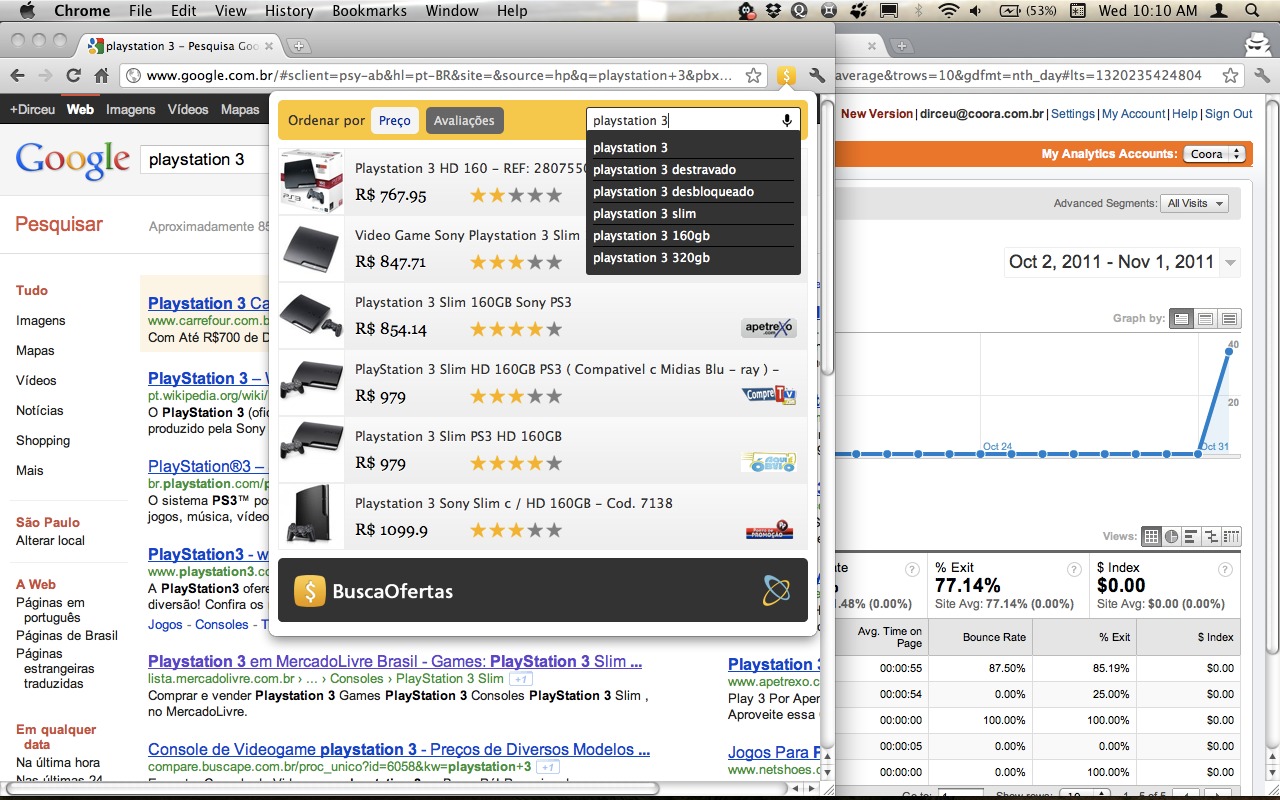 Chrome File Edit View History Bookmarks Window Help
(53%) Wed 10:10 AM
playstation 3 – Pesquisa Goo
www.google.com.br/#sclient=psy-ab&hl=pt-BR&site=&source=hp&q=playstation+3&pbx...
average&trows=10&gdfmt=nth_day#lts=1320235424804
+Dirceu Web Imagens Vídeos Mapas
Google
playstation 3
Pesquisar
Aproximadamente 85
Tudo
Imagens
Mapas
Vídeos
Notícias
Shopping
Mais
São Paulo
Alterar local
A Web
Páginas em
português
Páginas de Brasil
Páginas
estrangeiras
traduzidas
Em qualquer
data
Na última hora
Nas últimas 24
Playstation 3 Ca
www.carrefour.com.b
Com Até R$700 de D
PlayStation 3 – W
pt.wikipedia.org/wiki/
O PlayStation 3 (ofic
produzido pela Sony
PlayStation®3 –
br.playstation.com/p
O sistema PS3™ po
jogos, música, vídeo
Playstation3 - w
www.playstation3.co
A PlayStation3 ofere
diversão! Confira os
Jogos - Consoles - T
Playstation 3 em MercadoLivre Brasil - Games: PlayStation 3 Slim ...
lista.mercadolivre.com.br › ... › Consoles › PlayStation 3 Slim +1
Comprar e vender Playstation 3 Games PlayStation 3 Consoles PlayStation 3 Slim ,
no MercadoLivre.
Console de Videogame playstation 3 - Preços de Diversos Modelos ...
compare.buscape.com.br/proc_unico?id=6058&kw=playstation+3 +1
Playstation 3
www.apetrexo.c
Play 3 Por Aper
Aproveite essa
Jogos Para P
www.netshoes.
Ordenar por Preço Avaliações
playstation 3
playstation 3
playstation 3 destravado
playstation 3 desbloqueado
playstation 3 slim
playstation 3 160gb
playstation 3 320gb
Playstation 3 HD 160 – REF: 2807550
R$ 767.95
Video Game Sony Playstation 3 Slim
R$ 847.71
Playstation 3 Slim 160GB Sony PS3
R$ 854.14
apetrexo
.com
PlayStation 3 Slim HD 160GB PS3 ( Compativel c Midias Blu – ray ) –
R$ 979
Compre TV
Playstation 3 Slim PS3 HD 160GB
R$ 979
Playstation 3 Sony Slim c / HD 160GB – Cod. 7138
R$ 1099.9
$ BuscaOfertas
New Version | dirceu@coora.com.br | Settings | My Account | Help | Sign Out
My Analytics Accounts: Coora
Advanced Segments: All Visits
Oct 2, 2011 - Nov 1, 2011
Graph by:
40
20
Oct 24
Oct 31
Views:
ate ?
.48% (0.00%)
% Exit ?
77.14%
Site Avg: 77.14% (0.00%)
$ Index ?
$0.00
Site Avg: $0.00 (0.00%)
Avg. Time on Page Bounce Rate % Exit $ Index
00:00:55 87.50% 85.19% $0.00
00:00:54 0.00% 25.00% $0.00
00:00:00 100.00% 100.00% $0.00
00:00:05 0.00% 0.00% $0.00
00:00:00 0.00% 100.00% $0.00
Go to: 1 Show rows: 10 1 - 5 of 5